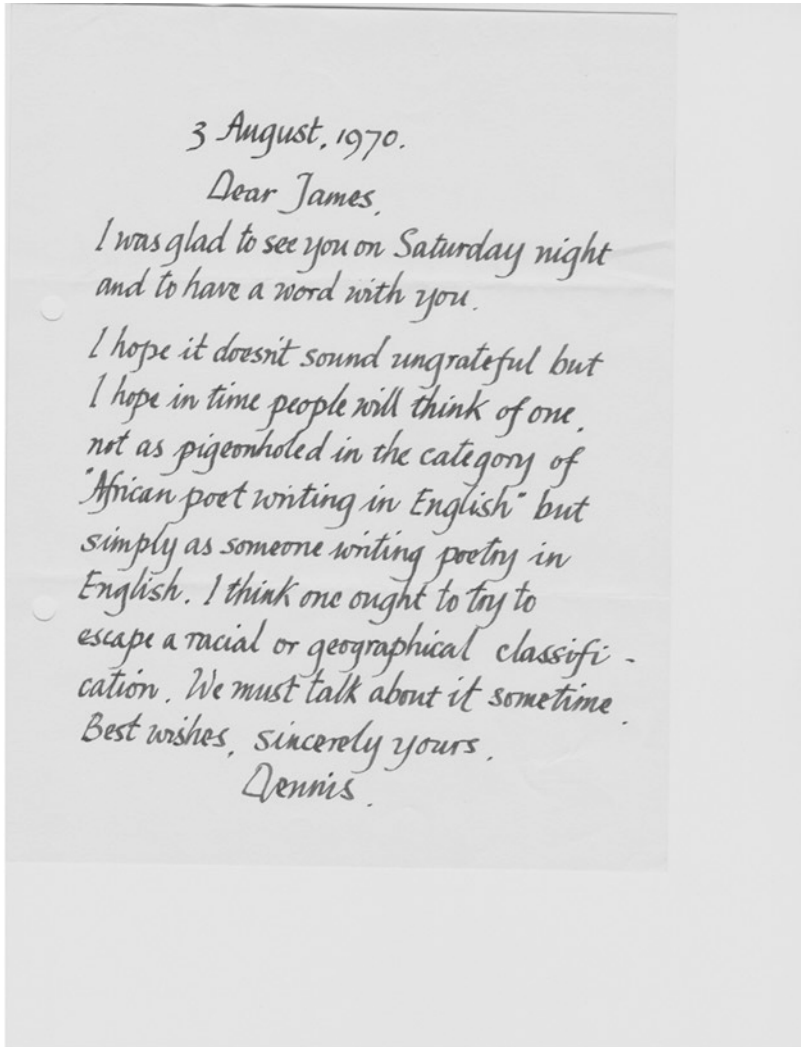 3 August, 1970.
Dear James,
I was glad to see you on Saturday night
and to have a word with you.
I hope it doesn't sound ungrateful but
I hope in time people will think of one,
not as pigeonholed in the category of
"African poet writing in English" but
simply as someone writing poetry in
English. I think one ought to try to
escape a racial or geographical classifi-
cation. We must talk about it sometime.
Best wishes, sincerely yours,
Dennis.